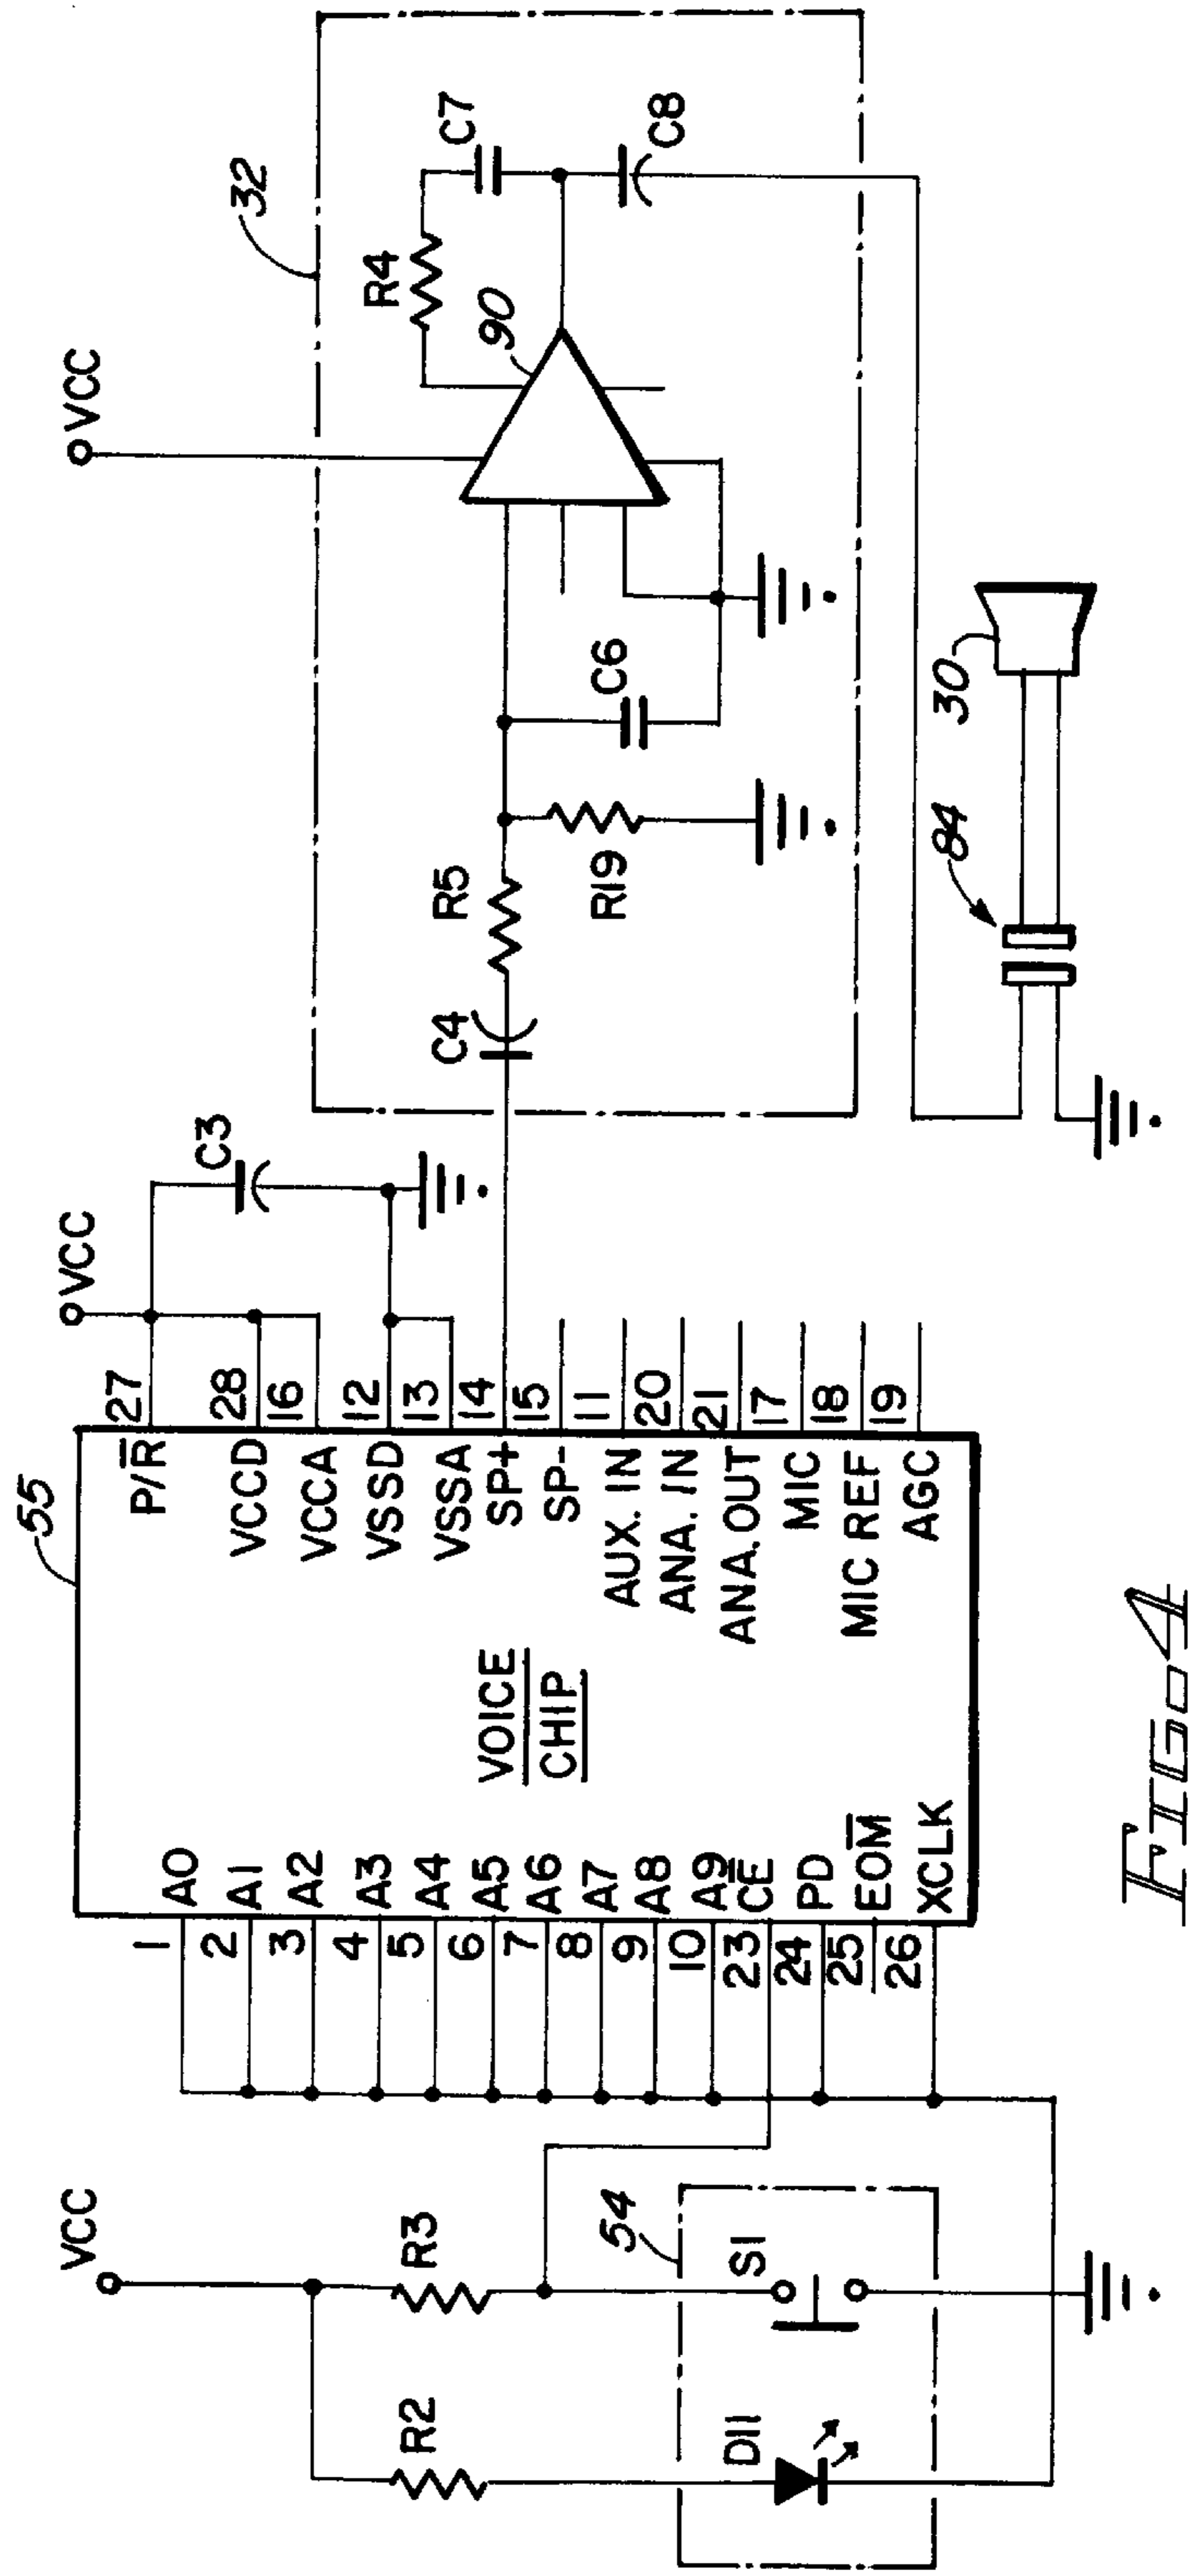 VCC
R2
R3
54
D11
S1
55
VOICE
CHIP
1 A0
2 A1
3 A2
4 A3
5 A4
6 A5
7 A6
8 A7
9 A8
10 A9
23 C̅E̅
24 PD
25 EOM̅
26 XCLK
P/R̅ 27
VCCD 28
VCCA 16
VSSD 12
VSSA 13
SP+ 14
SP- 15
AUX. IN 11
ANA. IN 20
ANA. OUT 21
MIC 17
MIC REF 18
AGC 19
VCC
C3
32
C4
R5
R19
C6
VCC
90
R4
C7
C8
84
30
FIG. 4